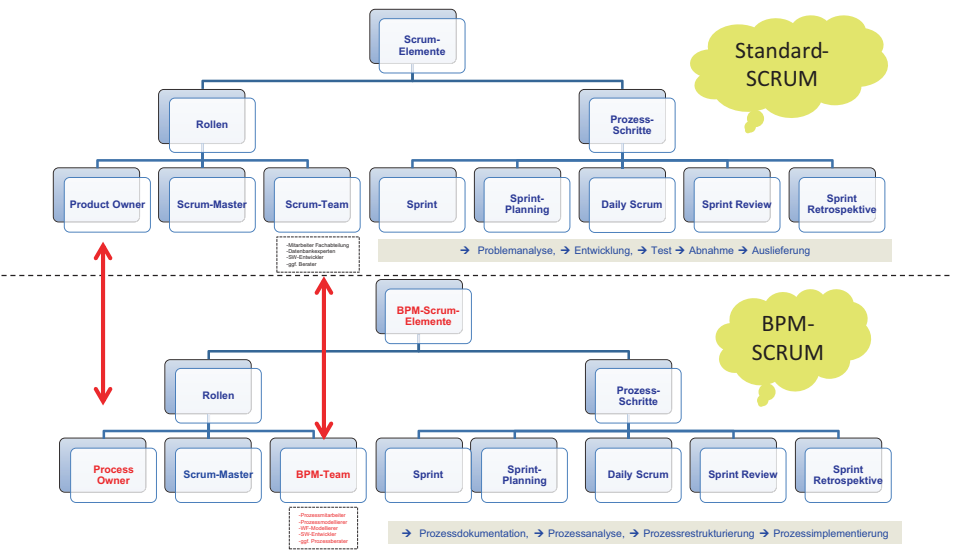 Scrum-
Elemente
Standard-
SCRUM
Rollen
Prozess-
Schritte
Product Owner
Scrum-Master
Scrum-Team
Sprint
Sprint-
Planning
Daily Scrum
Sprint Review
Sprint
Retrospektive
-Mitarbeiter Fachabteilung
-Datenbankexperten
-SW-Entwickler
-ggf. Berater
→ Problemanalyse, → Entwicklung, → Test → Abnahme → Auslieferung
BPM-Scrum-
Elemente
BPM-
SCRUM
Rollen
Prozess-
Schritte
Process
Owner
Scrum-Master
BPM-Team
Sprint
Sprint-
Planning
Daily Scrum
Sprint Review
Sprint
Retrospektive
-Prozessmitarbeiter
-Prozessmodellierer
-WF-Modellierer
-SW-Entwickler
-ggf. Prozessberater
→ Prozessdokumentation, → Prozessanalyse, → Prozessrestrukturierung → Prozessimplementierung